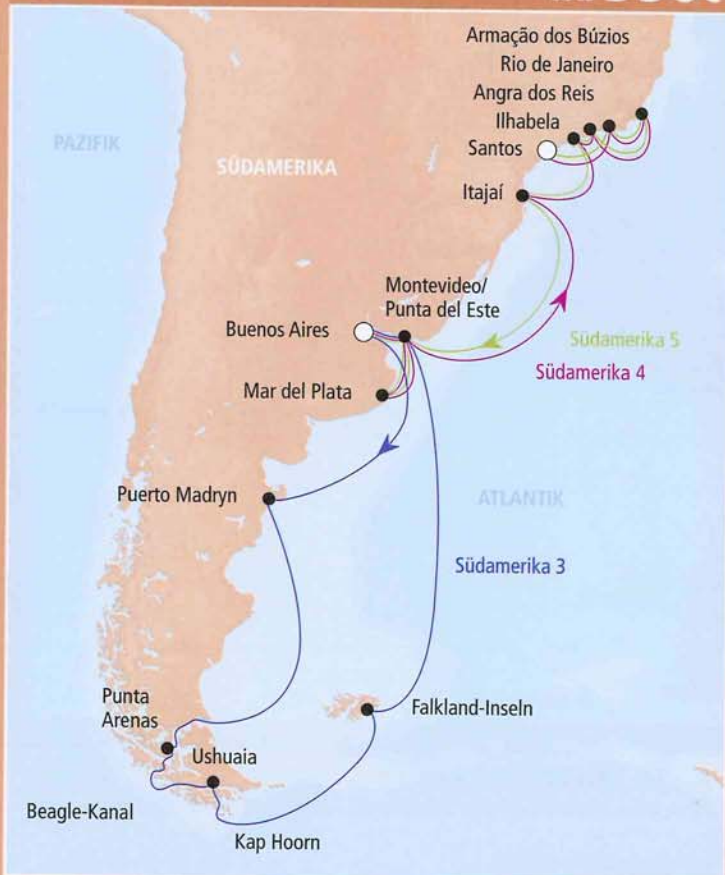 Armação dos Búzios
Rio de Janeiro
Angra dos Reis
Ilhabela
Santos
PAZIFIK
SÜDAMERIKA
Itajaí
Montevideo/
Punta del Este
Buenos Aires
Südamerika 5
Südamerika 4
Mar del Plata
Puerto Madryn
ATLANTIK
Südamerika 3
Punta
Arenas
Falkland-Inseln
Ushuaia
Beagle-Kanal
Kap Hoorn